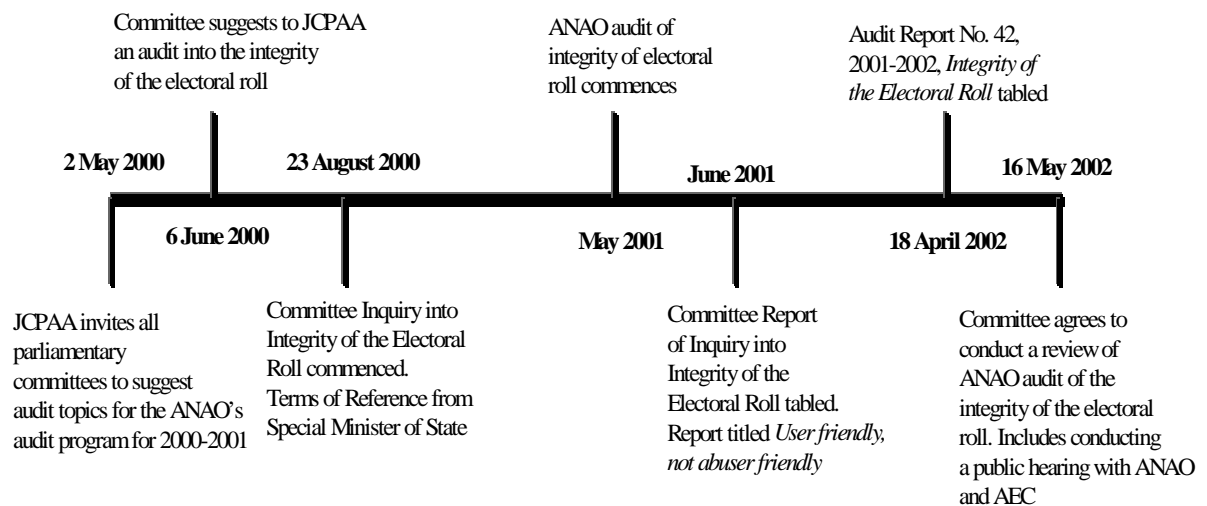 Committee suggests to JCPAA
an audit into the integrity
of the electoral roll
ANAO audit of
integrity of electoral
roll commences
Audit Report No. 42,
2001-2002, Integrity of
the Electoral Roll tabled
2 May 2000
23 August 2000
June 2001
16 May 2002
6 June 2000
May 2001
18 April 2002
JCPAA invites all
parliamentary
committees to suggest
audit topics for the ANAO's
audit program for 2000-2001
Committee Inquiry into
Integrity of the Electoral
Roll commenced.
Terms of Reference from
Special Minister of State
Committee Report
of Inquiry into
Integrity of the
Electoral Roll tabled.
Report titled User friendly,
not abuser friendly
Committee agrees to
conduct a review of
ANAO audit of the
integrity of the electoral
roll. Includes conducting
a public hearing with ANAO
and AEC